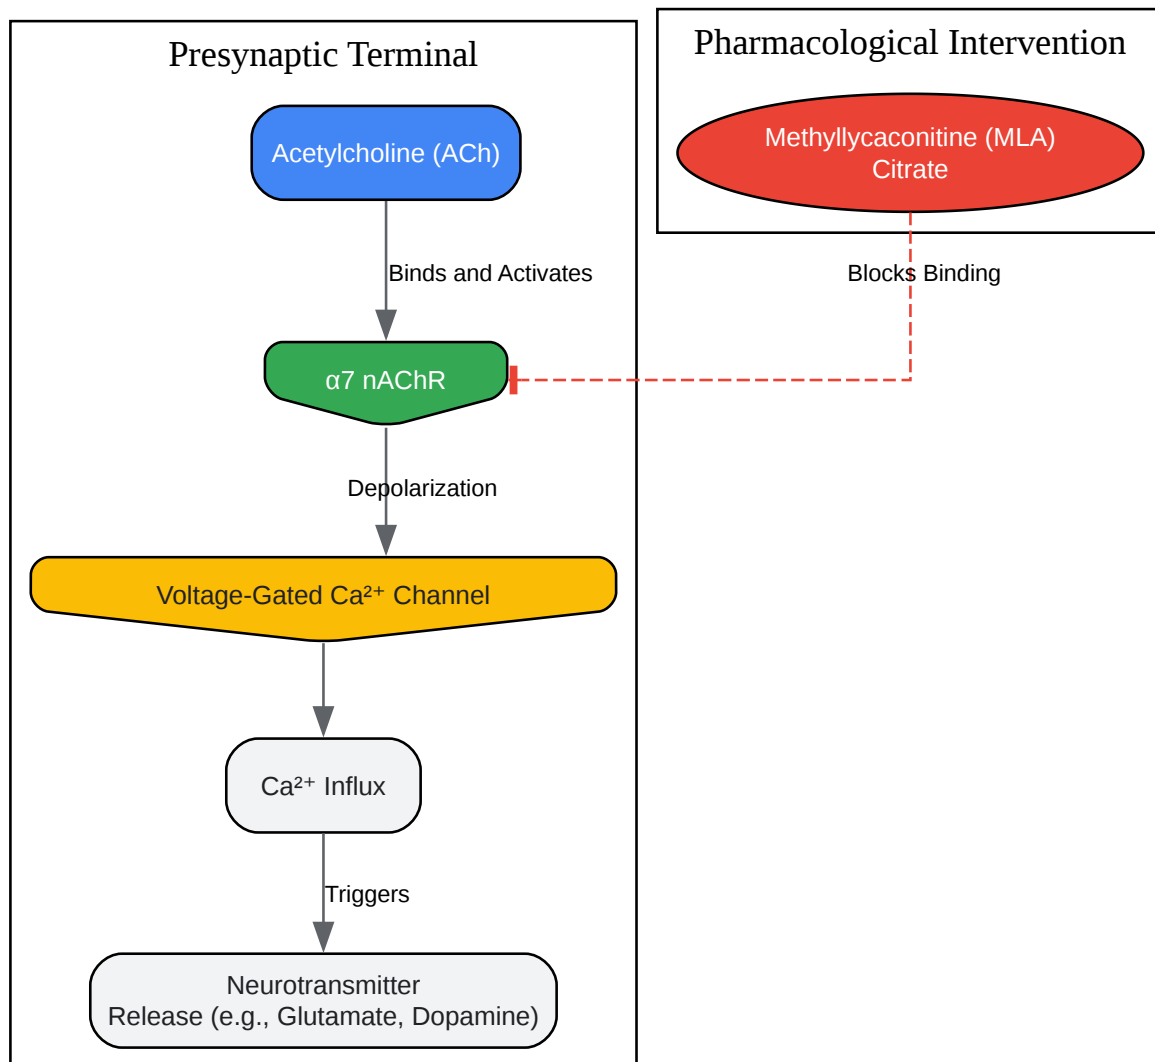 Presynaptic Terminal
Acetylcholine (ACh)
Binds and Activates
α7 nAChR
Depolarization
Voltage-Gated Ca²⁺ Channel
Ca²⁺ Influx
Triggers
Neurotransmitter
Release (e.g., Glutamate, Dopamine)
Pharmacological Intervention
Methyllycaconitine (MLA)
Citrate
Blocks Binding